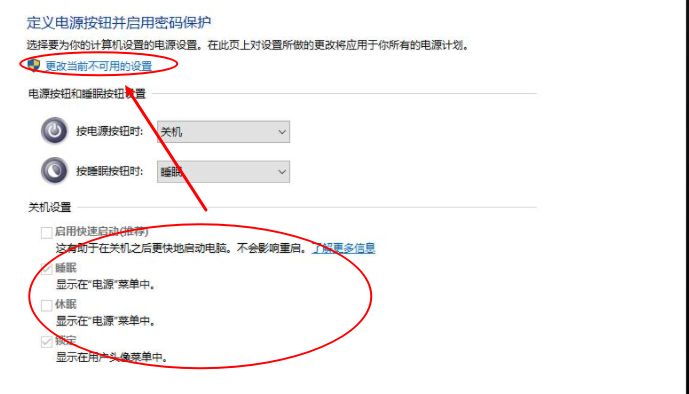 定义电源按钮并启用密码保护
选择要为你的计算机设置的电源设置。在此页上对设置所做的更改将应用于你所有的电源计划。
更改当前不可用的设置
电源按钮和睡眠按钮设置
按电源按钮时: 关机
按睡眠按钮时: 睡眠
关机设置
启用快速启动(推荐)
这有助于在关机之后更快地启动电脑。不会影响重启。了解更多信息
睡眠
显示在“电源”菜单中。
休眠
显示在“电源”菜单中。
锁定
显示在用户头像菜单中。